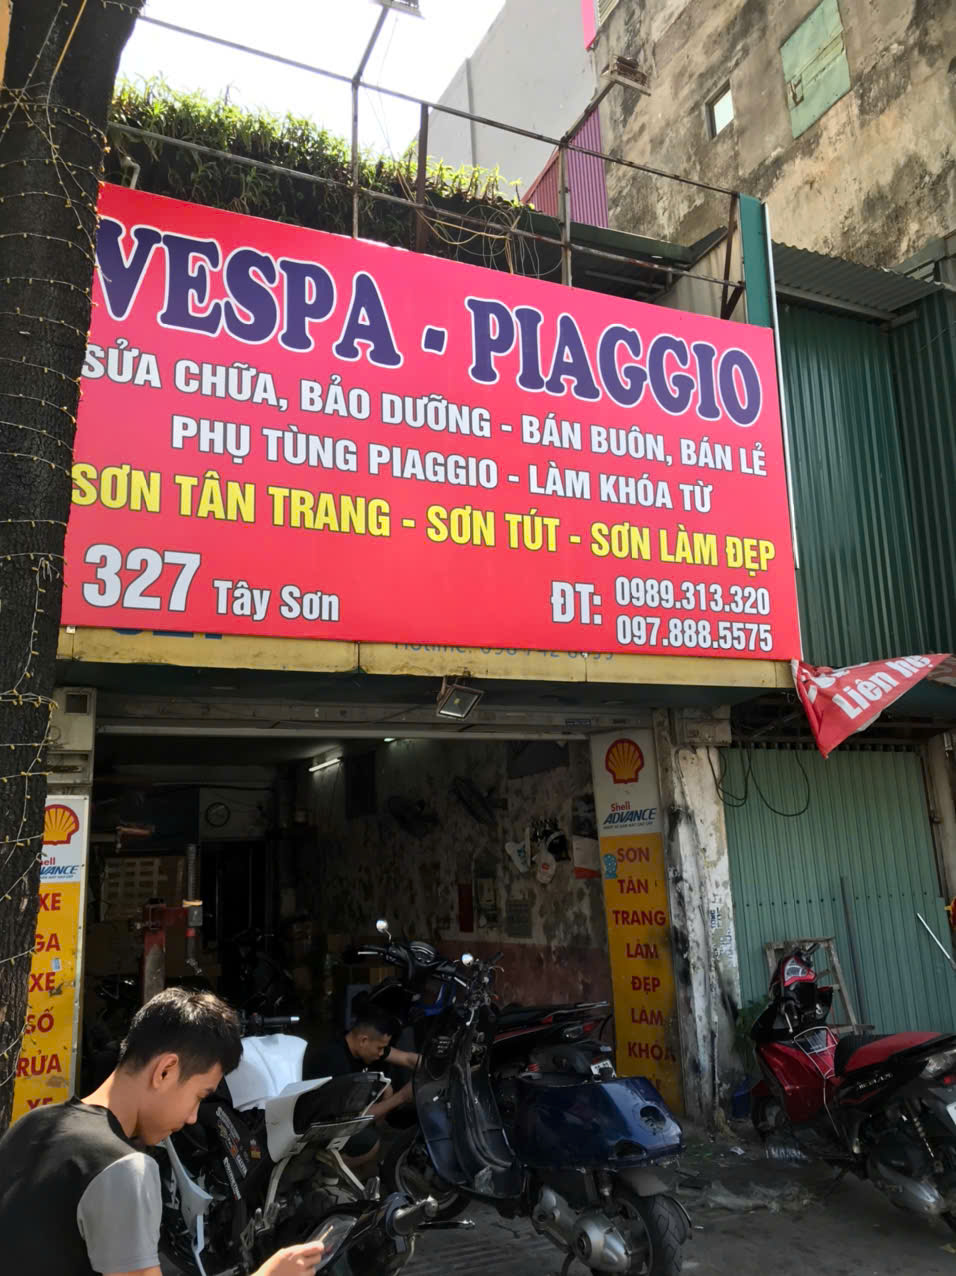 VESPA - PIAGGIO
SỬA CHỮA, BẢO DƯỠNG - BÁN BUÔN, BÁN LẺ
PHỤ TÙNG PIAGGIO - LÀM KHÓA TỪ
SƠN TÂN TRANG - SƠN TÚT - SƠN LÀM ĐẸP
327 Tây Sơn
ĐT: 0989.313.320
097.888.5575
Hotline:
Liên hệ
Shell
ADVANCE
SƠN
TÂN
TRANG
LÀM
ĐẸP
LÀM
KHÓA
Shell
ADVANCE
XE
GA
XE
SỐ
RỬA
XE